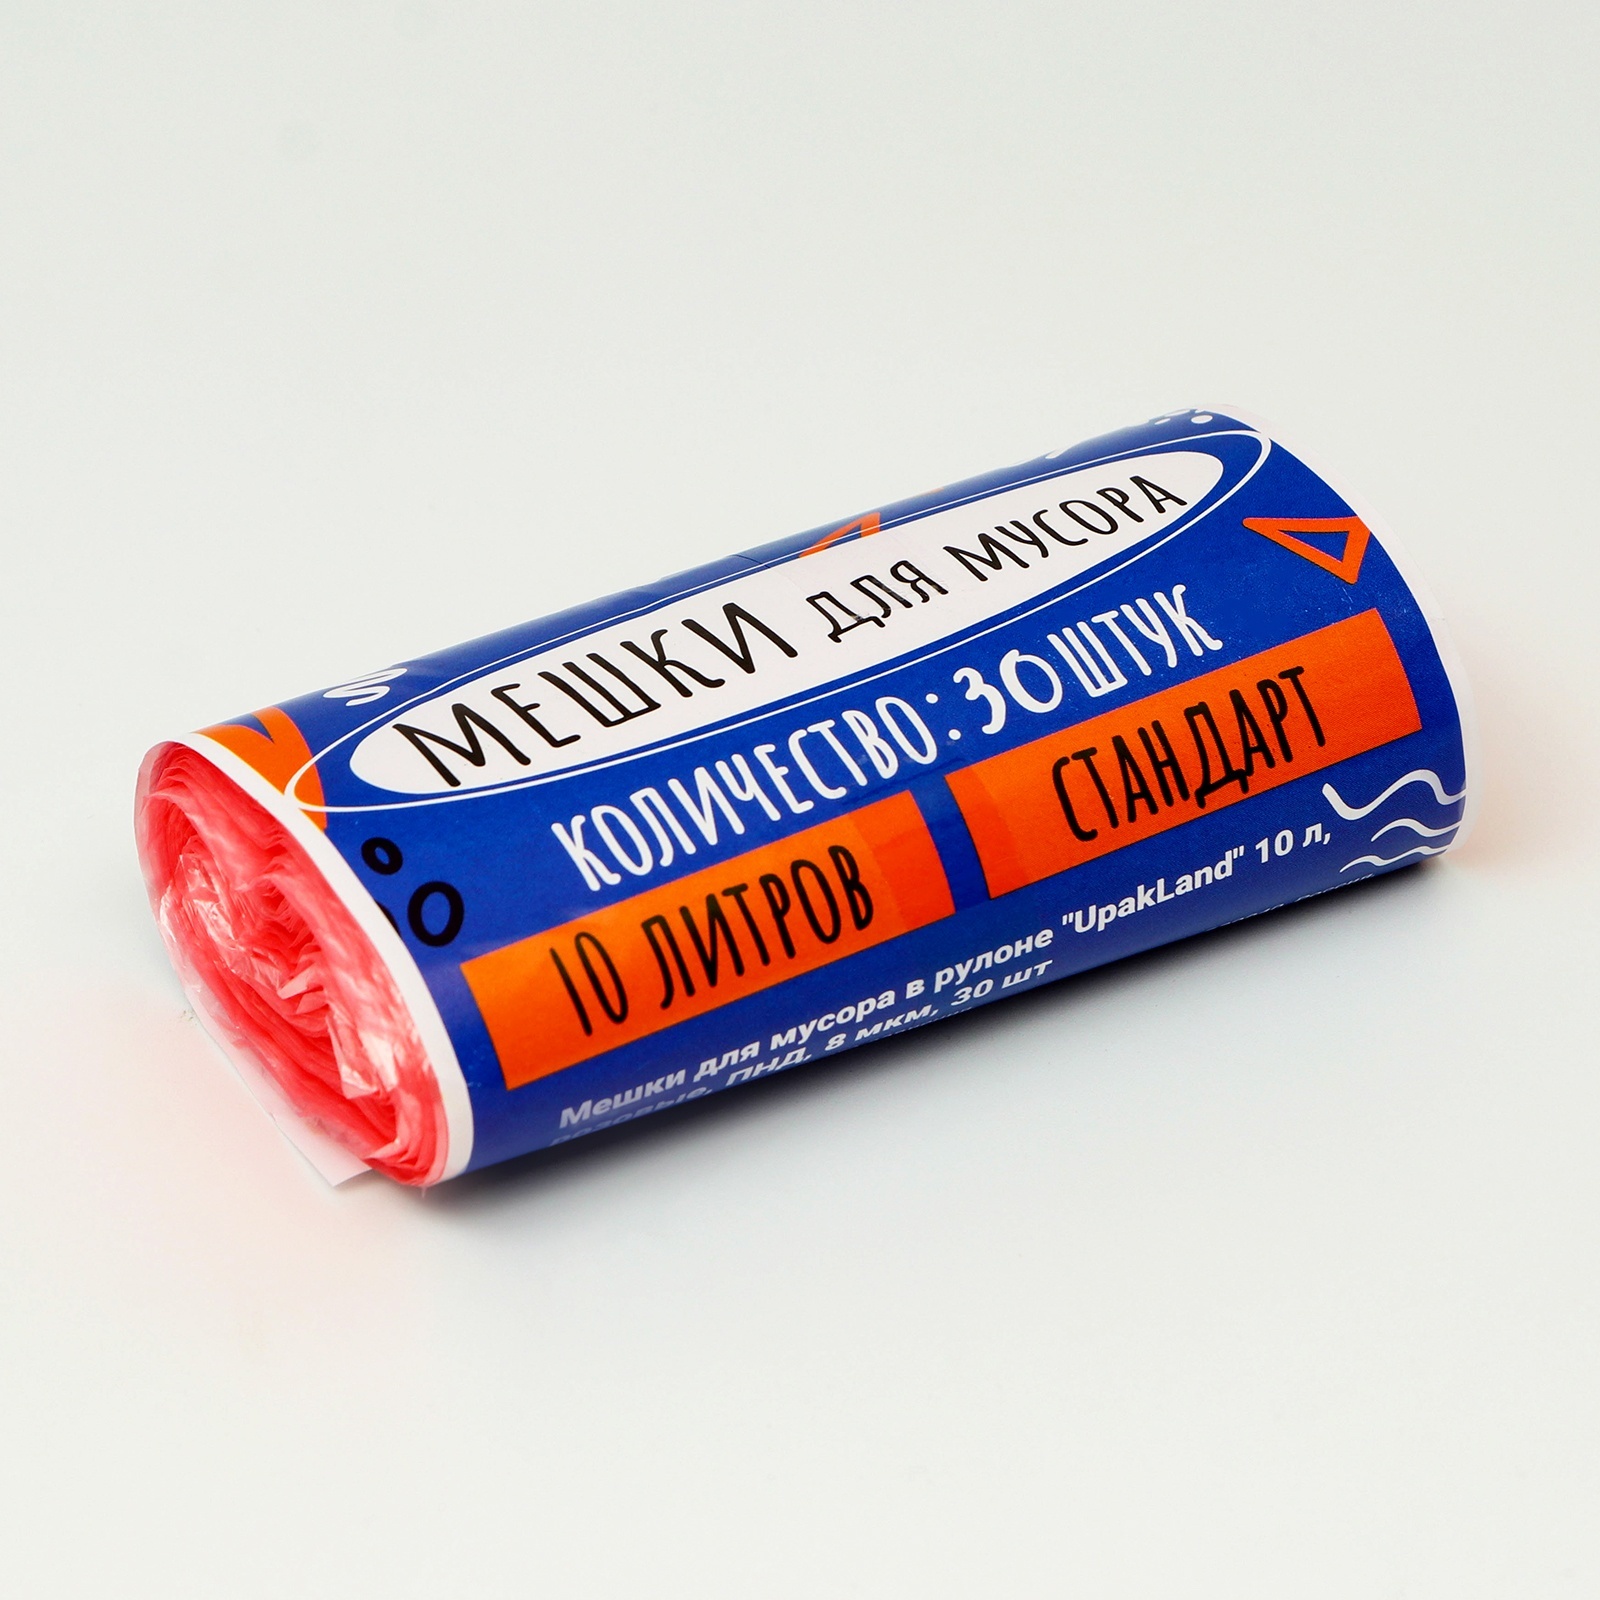 МЕШКИ ДЛЯ МУСОРА
КОЛИЧЕСТВО: 30 ШТУК
10 ЛИТРОВ СТАНДАРТ
Мешки для мусора в рулоне "UpakLand" 10 л,
розовые, ПНД, 8 мкм, 30 шт